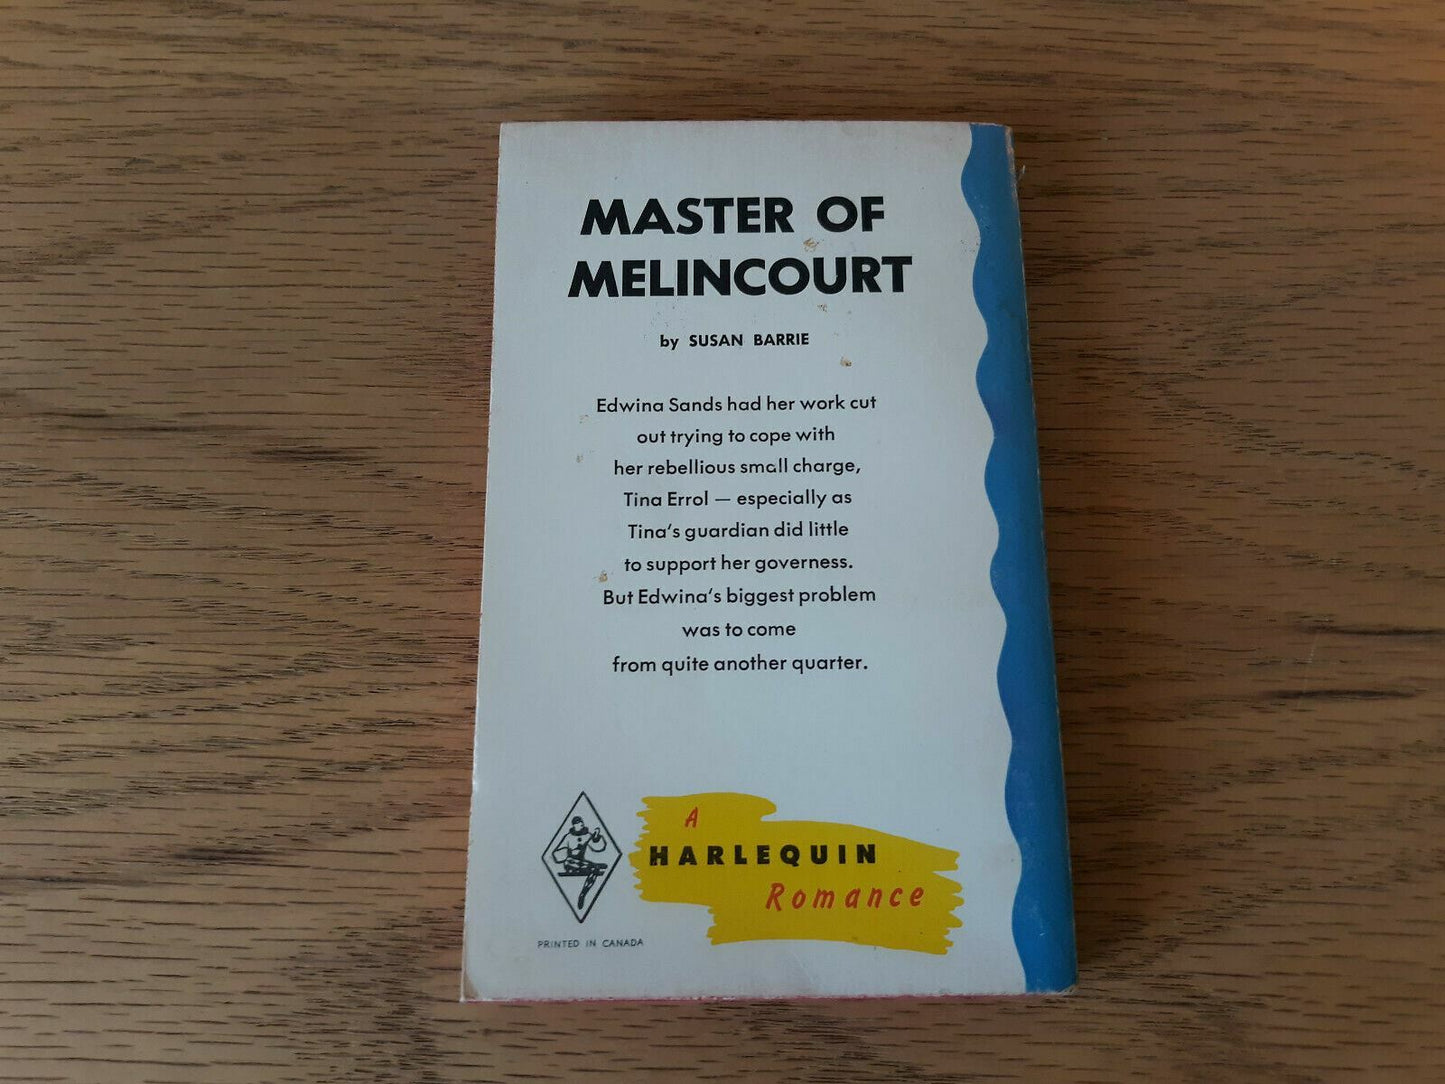 MASTER OF
MELINCOURT
by SUSAN BARRIE
Edwina Sands had her work cut
out trying to cope with
her rebellious small charge,
Tina Errol — especially as
Tina's guardian did little
to support her governess.
But Edwina's biggest problem
was to come
from quite another quarter.
A
HARLEQUIN
Romance
PRINTED IN CANADA